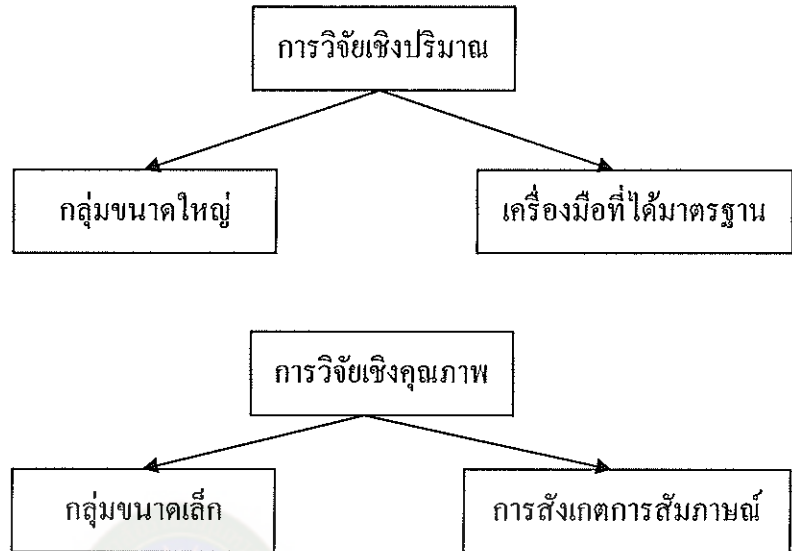 การวิจัยเชิงปริมาณ
กลุ่มขนาดใหญ่
เครื่องมือที่ได้มาตรฐาน
การวิจัยเชิงคุณภาพ
กลุ่มขนาดเล็ก
การสังเกตการสัมภาษณ์